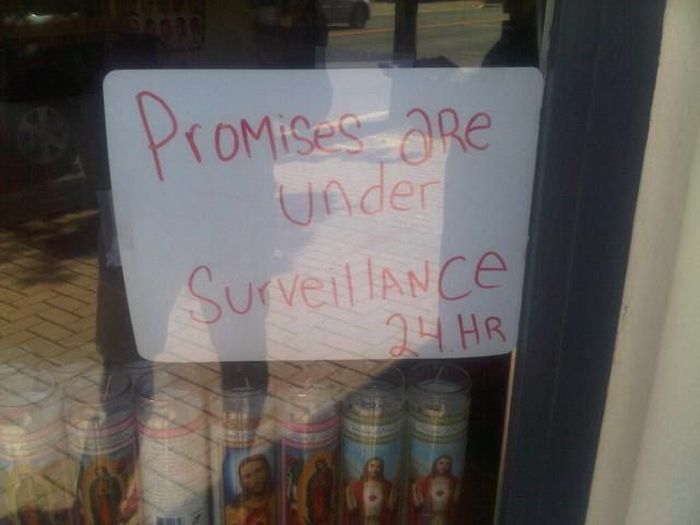 Promises are
under
Surveillance
24.HR